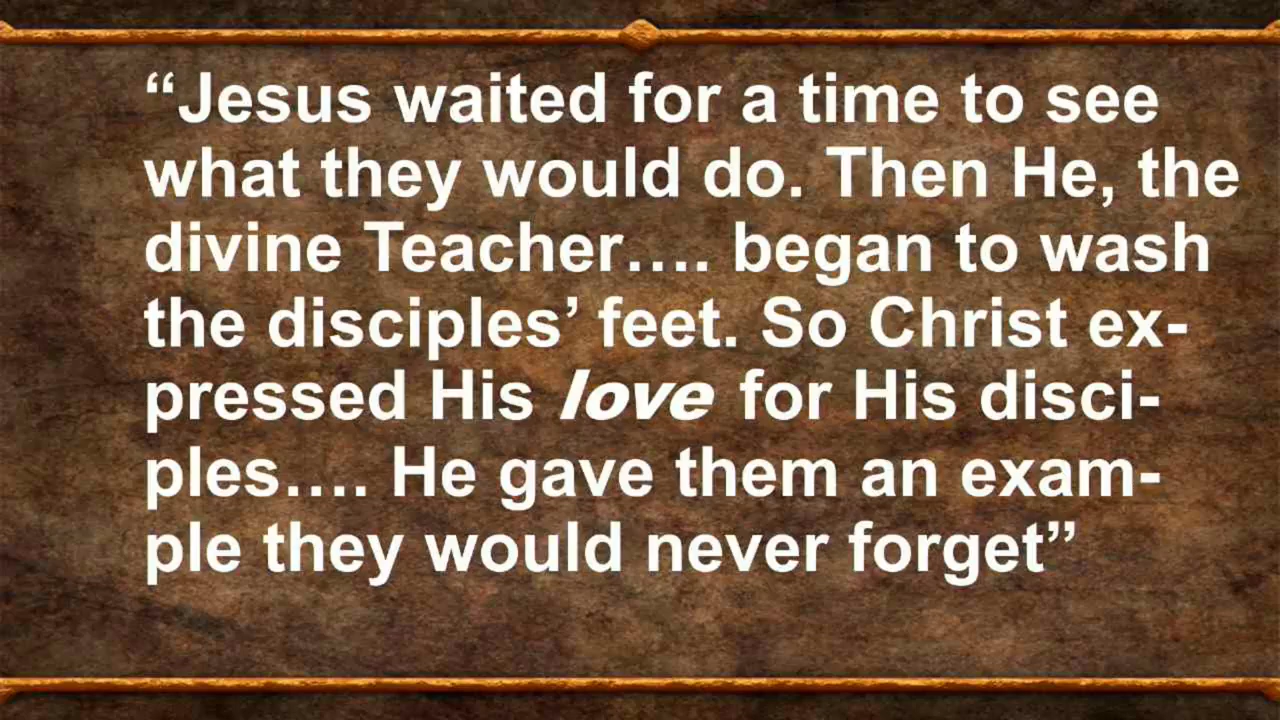 “Jesus waited for a time to see
what they would do. Then He, the
divine Teacher…. began to wash
the disciples’ feet. So Christ ex-
pressed His love for His disci-
ples…. He gave them an exam-
ple they would never forget”